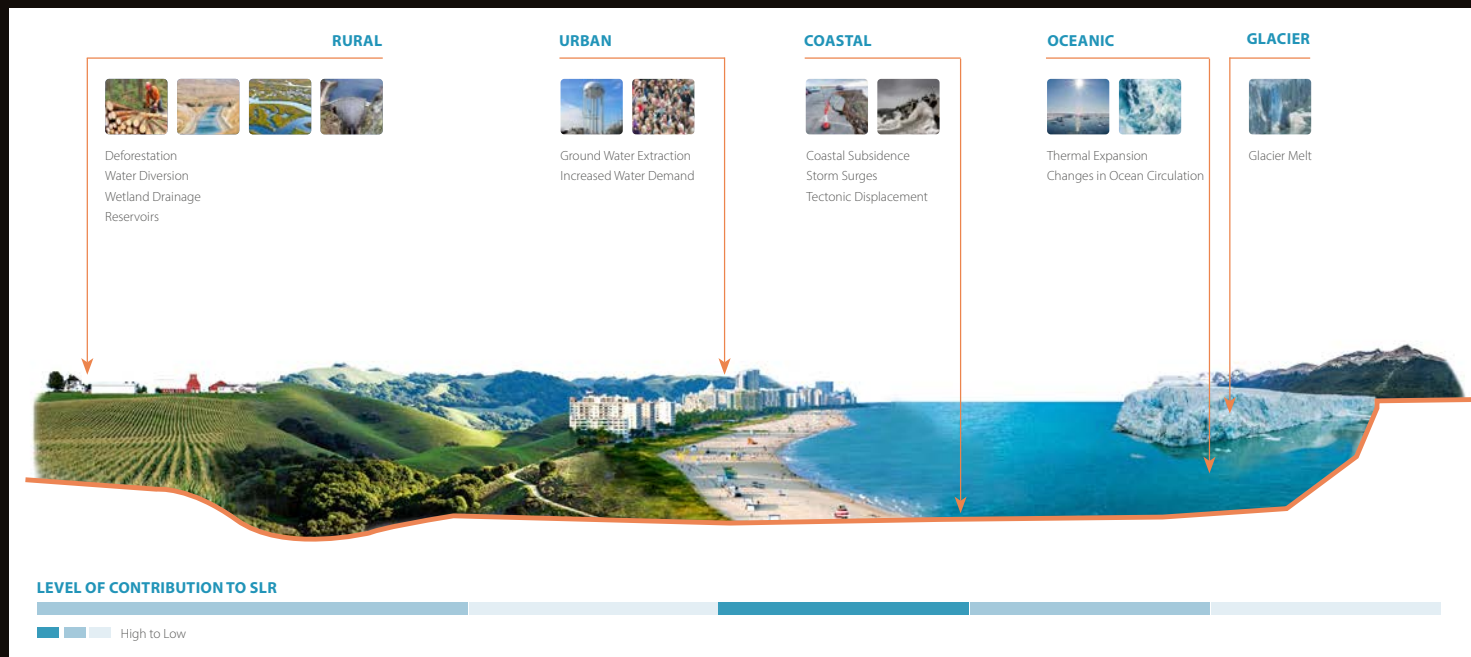 RURAL
Deforestation
Water Diversion
Wetland Drainage
Reservoirs
URBAN
Ground Water Extraction
Increased Water Demand
COASTAL
Coastal Subsidence
Storm Surges
Tectonic Displacement
OCEANIC
Thermal Expansion
Changes in Ocean Circulation
GLACIER
Glacier Melt
LEVEL OF CONTRIBUTION TO SLR
High to Low